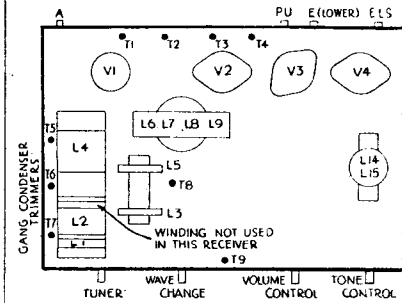 A PU E (LOWER) ELS
T1 T2 T3 T4
V1 V2 V3 V4
L6 L7 L8 L9
T5
L4
L5
T6
T8
L14
L15
L3
L2
T7
L1
WINDING NOT USED
IN THIS RECEIVER
T9
GANG CONDENSER
TRIMMERS
TUNER
WAVE
CHANGE
VOLUME
CONTROL
TONE
CONTROL